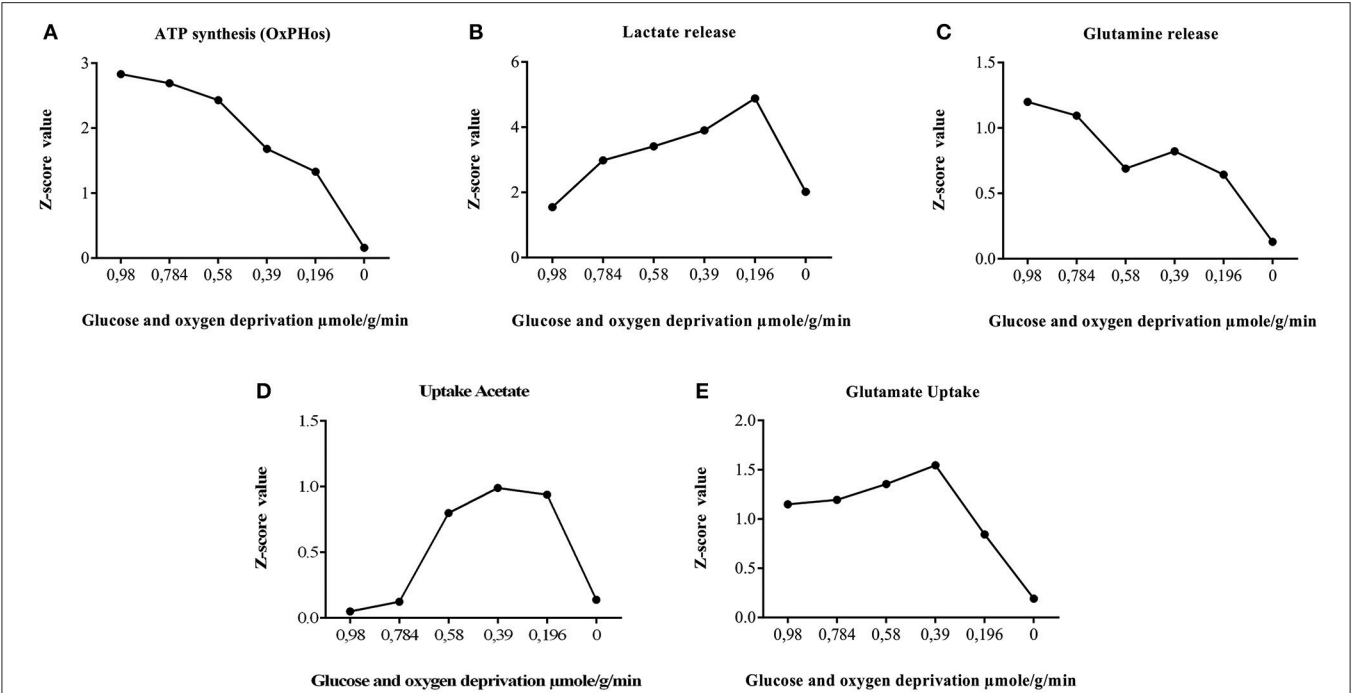 A
ATP synthesis (OxPHos)
Z-score value
3
2
1
0
0,98 0,784 0,58 0,39 0,196 0
Glucose and oxygen deprivation µmole/g/min
B
Lactate release
Z-score value
6
4
2
0
0,98 0,784 0,58 0,39 0,196 0
Glucose and oxygen deprivation µmole/g/min
C
Glutamine release
Z-score value
1.5
1.0
0.5
0.0
0,98 0,784 0,58 0,39 0,196 0
Glucose and oxygen deprivation µmole/g/min
D
Uptake Acetate
Z-score value
1.5
1.0
0.5
0.0
0,98 0,784 0,58 0,39 0,196 0
Glucose and oxygen deprivation µmole/g/min
E
Glutamate Uptake
Z-score value
2.0
1.5
1.0
0.5
0.0
0,98 0,784 0,58 0,39 0,196 0
Glucose and oxygen deprivation µmole/g/min